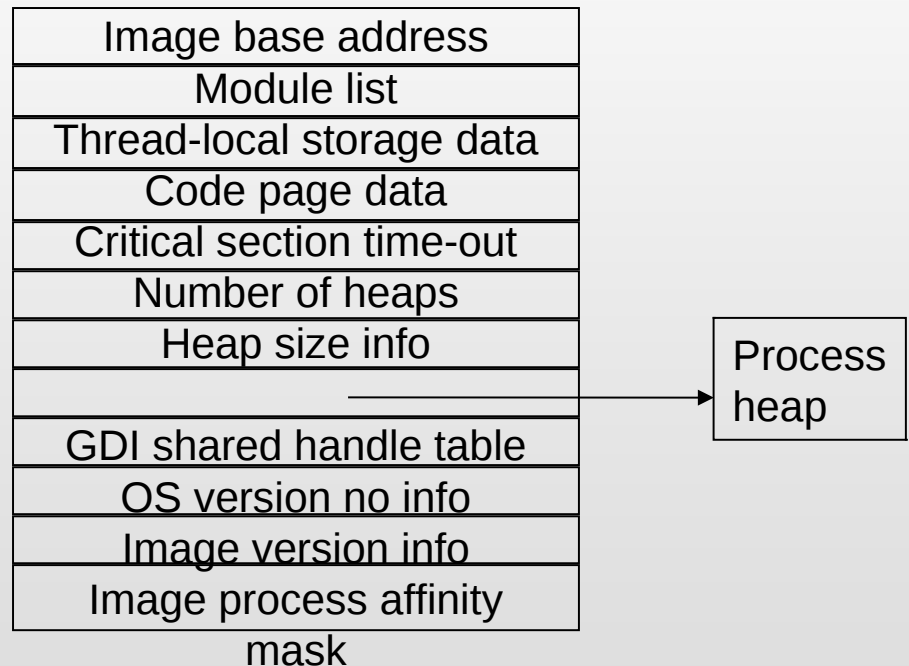 Image base address
Module list
Thread-local storage data
Code page data
Critical section time-out
Number of heaps
Heap size info
Process
heap
GDI shared handle table
OS version no info
Image version info
Image process affinity
mask